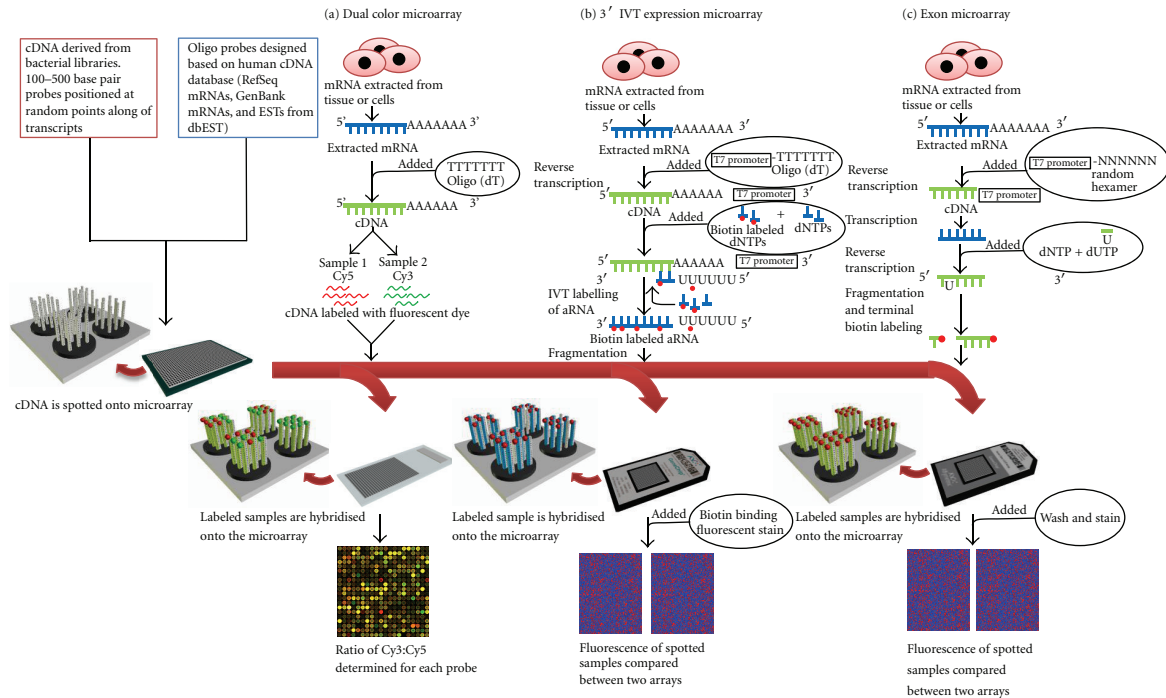 cDNA derived from
bacterial libraries.
100–500 base pair
probes positioned at
random points along of
transcripts
Oligo probes designed
based on human cDNA
database (RefSeq
mRNAs, GenBank
mRNAs, and ESTs from
dbEST)
cDNA is spotted onto microarray
(a) Dual color microarray
mRNA extracted from
tissue or cells
5' AAAAAAA 3'
Extracted mRNA
Added
TTTTTTT
Oligo (dT)
5' AAAAAA 3'
cDNA
Sample 1
Cy5
Sample 2
Cy3
cDNA labeled with fluorescent dye
Labeled samples are hybridised
onto the microarray
Ratio of Cy3:Cy5
determined for each probe
(b) 3′ IVT expression microarray
mRNA extracted from
tissue or cells
5′ AAAAAAA 3′
Extracted mRNA
Added
T7 promoter -TTTTTTT
Oligo (dT)
Reverse
transcription
5′ AAAAAA T7 promoter 3′
cDNA
Added
Biotin labeled
dNTPs
+
dNTPs
5′ AAAAAA T7 promoter 3′
3′ UUUUUU 5′
IVT labelling
of aRNA
3′ UUUUUU 5′
Biotin labeled aRNA
Fragmentation
Labeled sample is hybridised
onto the microarray
Added
Biotin binding
fluorescent stain
Fluorescence of spotted
samples compared
between two arrays
(c) Exon microarray
mRNA extracted from
tissue or cells
5′ AAAAAAA 3′
Extracted mRNA
Added
T7 promoter -NNNNNN
random
hexamer
Reverse
transcription
5′ T7 promoter 3′
cDNA
Transcription
Added
U
dNTP + dUTP
Reverse
transcription
5′ 3′
U
Fragmentation
and terminal
biotin labeling
Labeled samples are hybridised
onto the microarray
Added
Wash and stain
Fluorescence of spotted
samples compared
between two arrays